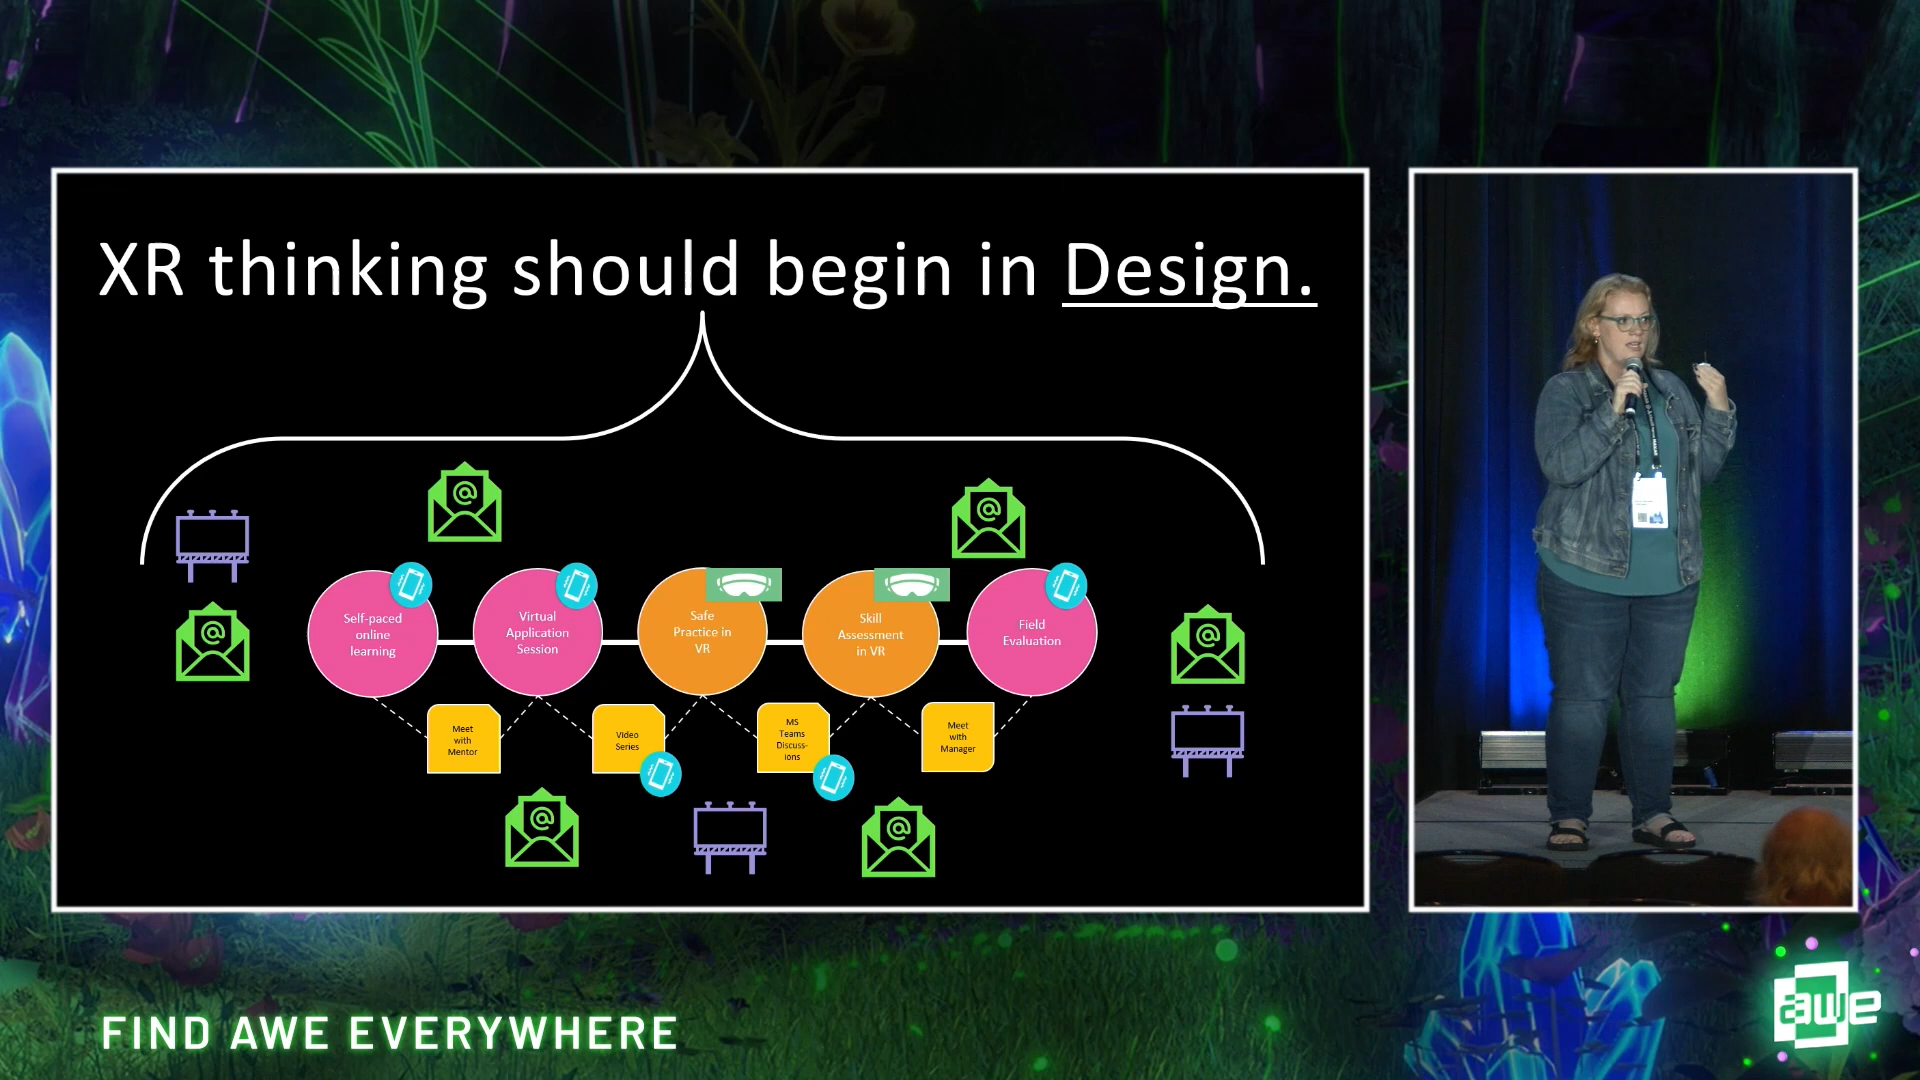 XR thinking should begin in Design.
@
@
@
@
Self-paced
online
learning
Virtual
Application
Session
Safe
Practice in
VR
Skill
Assessment
in VR
Field
Evaluation
Meet
with
Mentor
Video
Series
MS
Teams
Discuss-
ions
Meet
with
Manager
@
@
FIND AWE EVERYWHERE
awe